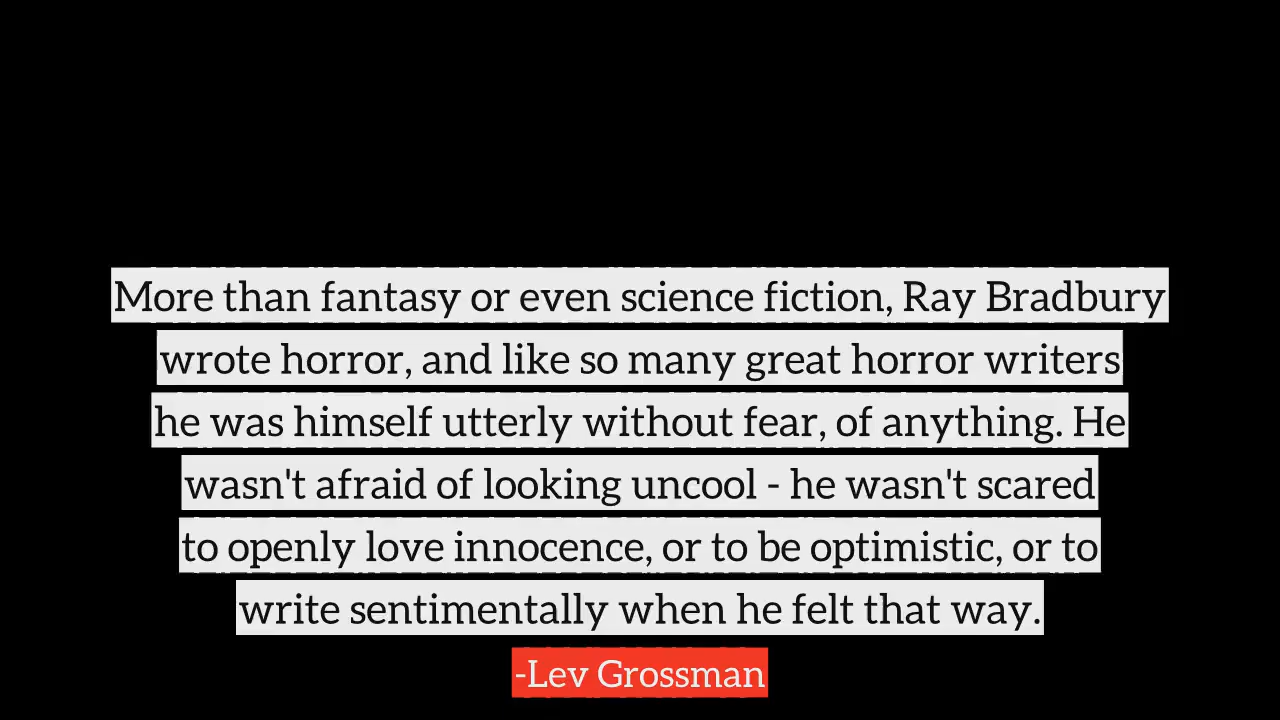 More than fantasy or even science fiction, Ray Bradbury
wrote horror, and like so many great horror writers
he was himself utterly without fear, of anything. He
wasn't afraid of looking uncool - he wasn't scared
to openly love innocence, or to be optimistic, or to
write sentimentally when he felt that way.
-Lev Grossman